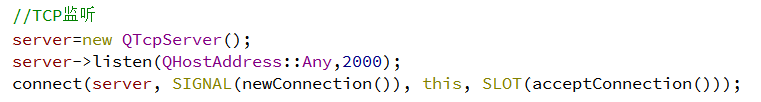 //TCP监听
server=new QTcpServer();
server->listen(QHostAddress::Any,2000);
connect(server, SIGNAL(newConnection()), this, SLOT(acceptConnection()));